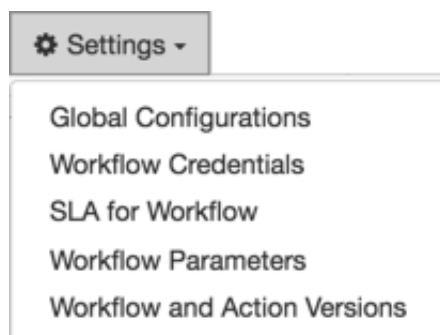 Settings
Global Configurations
Workflow Credentials
SLA for Workflow
Workflow Parameters
Workflow and Action Versions